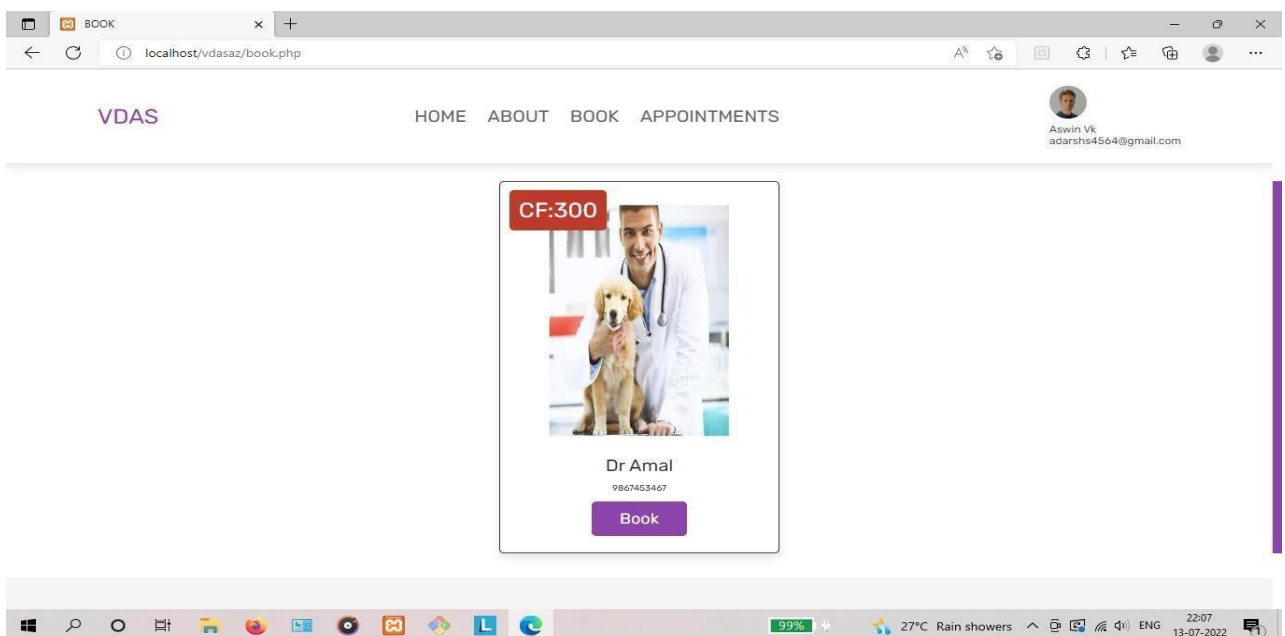 BOOK
localhost/vdasaz/book.php
VDAS
HOME ABOUT BOOK APPOINTMENTS
Aswin Vk
adarshs4564@gmail.com
CF:300
Dr Amal
9867453467
Book
99%
27°C Rain showers
ENG
22:07
13-07-2022